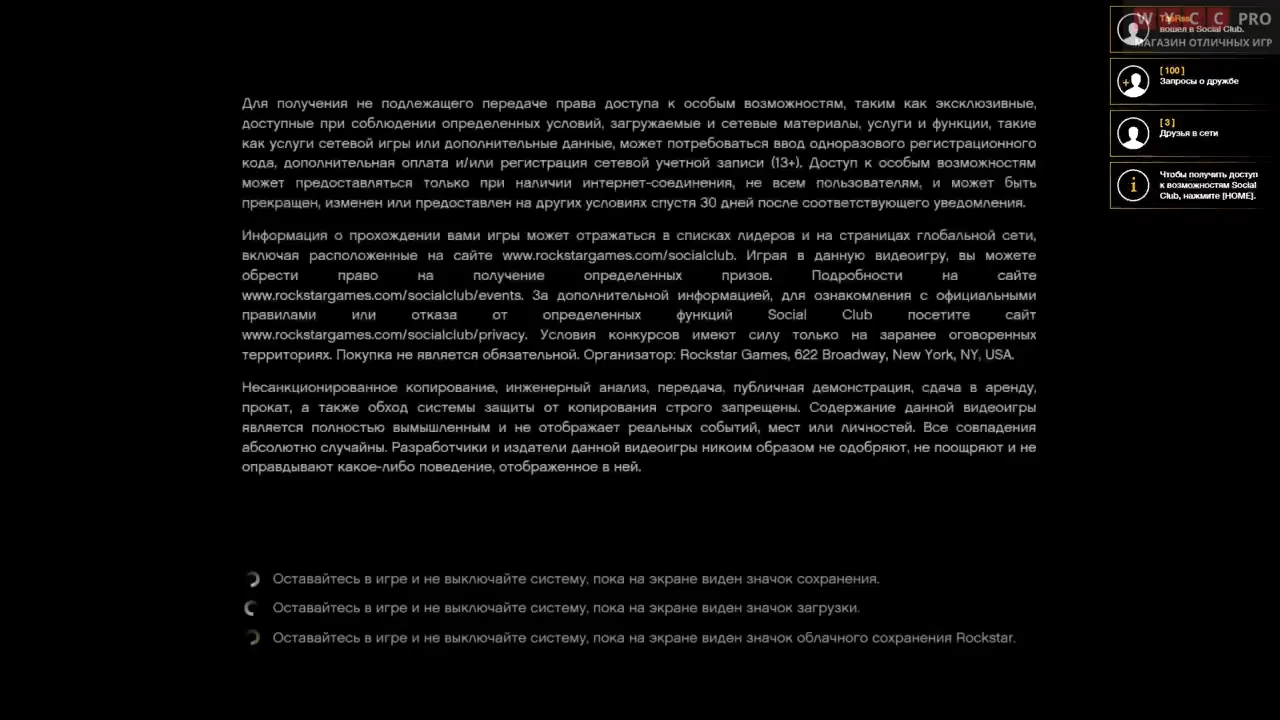 Для получения не подлежащего передаче права доступа к особым возможностям, таким как эксклюзивные,
доступные при соблюдении определенных условий, загружаемые и сетевые материалы, услуги и функции, такие
как услуги сетевой игры или дополнительные данные, может потребоваться ввод одноразового регистрационного
кода, дополнительная оплата и/или регистрация сетевой учетной записи (13+). Доступ к особым возможностям
может предоставляться только при наличии интернет-соединения, не всем пользователям, и может быть
прекращен, изменен или предоставлен на других условиях спустя 30 дней после соответствующего уведомления.
Информация о прохождении вами игры может отражаться в списках лидеров и на страницах глобальной сети,
включая расположенные на сайте www.rockstargames.com/socialclub. Играя в данную видеоигру, вы можете
обрести право на получение определенных призов. Подробности на сайте
www.rockstargames.com/socialclub/events. За дополнительной информацией, для ознакомления с официальными
правилами или отказа от определенных функций Social Club посетите сайт
www.rockstargames.com/socialclub/privacy. Условия конкурсов имеют силу только на заранее оговоренных
территориях. Покупка не является обязательной. Организатор: Rockstar Games, 622 Broadway, New York, NY, USA.
Несанкционированное копирование, инженерный анализ, передача, публичная демонстрация, сдача в аренду,
прокат, а также обход системы защиты от копирования строго запрещены. Содержание данной видеоигры
является полностью вымышленным и не отображает реальных событий, мест или личностей. Все совпадения
абсолютно случайны. Разработчики и издатели данной видеоигры никоим образом не одобряют, не поощряют и не
оправдывают какое-либо поведение, отображенное в ней.
Оставайтесь в игре и не выключайте систему, пока на экране виден значок сохранения.
Оставайтесь в игре и не выключайте систему, пока на экране виден значок загрузки.
Оставайтесь в игре и не выключайте систему, пока на экране виден значок облачного сохранения Rockstar.
WYCC PRO
вошел в Social Club.
МАГАЗИН ОТЛИЧНЫХ ИГР
[ 100 ]
Запросы о дружбе
[ 3 ]
Друзья в сети
Чтобы получить доступ
к возможностям Social
Club, нажмите [HOME].